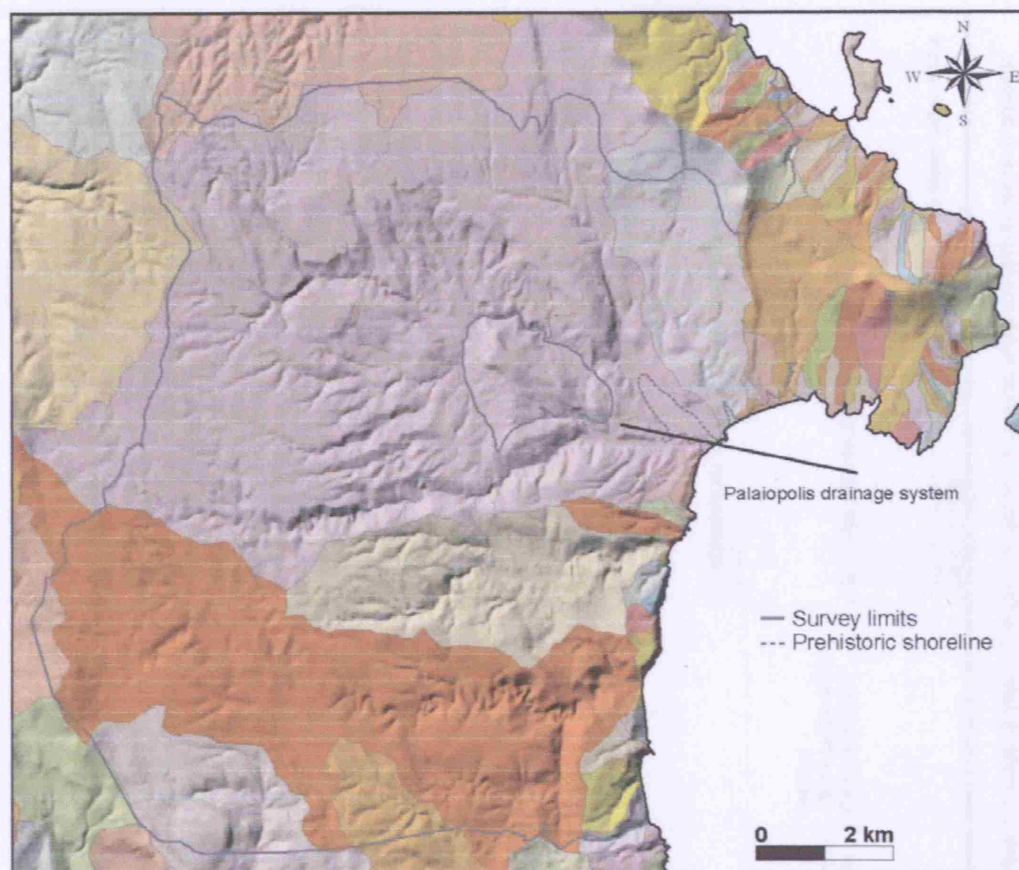 N
W E
S
Palaiopolis drainage system
Survey limits
Prehistoric shoreline
0 2 km